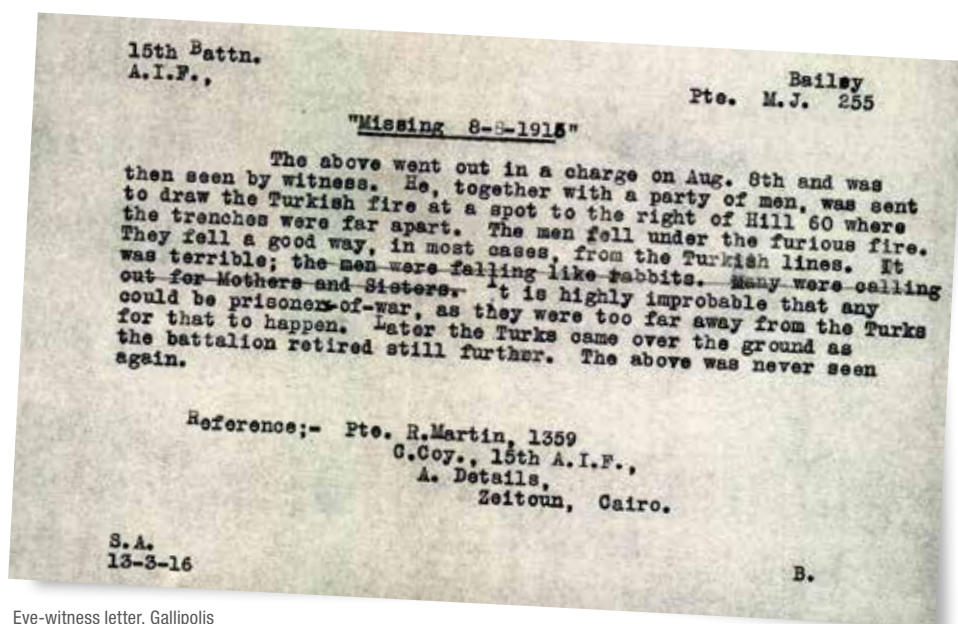 15th Battn.
A.I.F.,
Bailey
Pte. M.J. 255
"Missing 8-8-1915"
The above went out in a charge on Aug. 8th and was
then seen by witness. He, together with a party of men, was sent
to draw the Turkish fire at a spot to the right of Hill 60 where
the trenches were far apart. The men fell under the furious fire.
They fell a good way, in most cases, from the Turkish lines. It
was terrible; the men were falling like rabbits. Many were calling
out for Mothers and Sisters. It is highly improbable that any
could be prisoners-of-war, as they were too far away from the Turks
for that to happen. Later the Turks came over the ground as
the battalion retired still further. The above was never seen
again.
Reference;- Pte. R.Martin, 1359
C.Coy., 15th A.I.F.,
A. Details,
Zeitoun, Cairo.
S.A.
13-3-16
B.
Eye-witness letter, Gallipolis